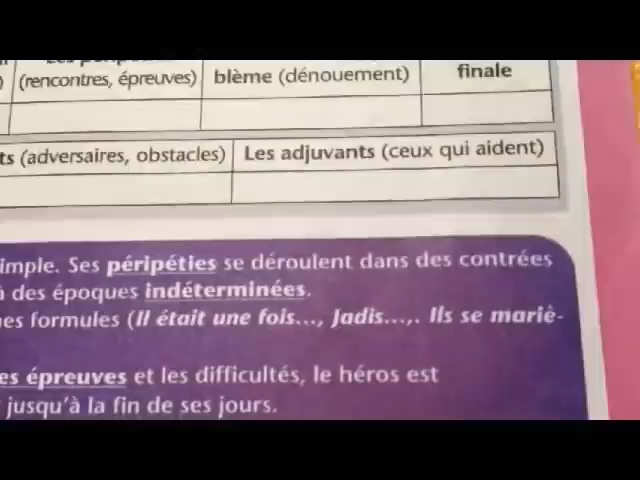 (rencontres, épreuves) blème (dénouement) finale
ts (adversaires, obstacles) Les adjuvants (ceux qui aident)
imple. Ses péripéties se déroulent dans des contrées
à des époques indéterminées.
es formules (Il était une fois..., Jadis...,. Ils se mariè-
es épreuves et les difficultés, le héros est
jusqu'à la fin de ses jours.